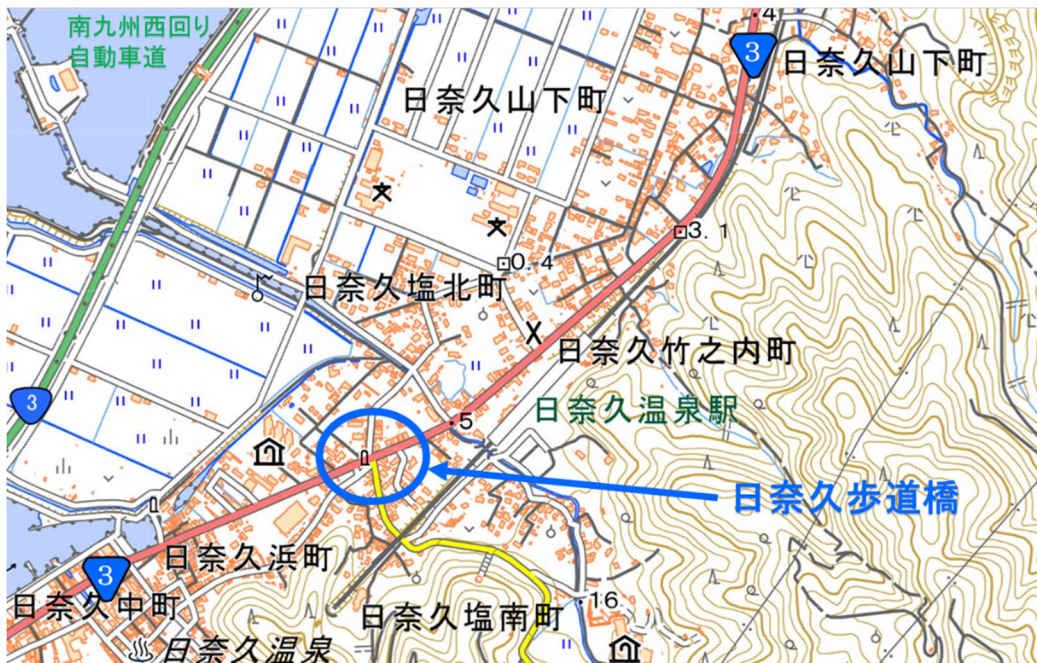 南九州西回り
自動車道
4
3
日奈久山下町
日奈久山下町
3.1
0.4
日奈久塩北町
日奈久竹之内町
日奈久温泉駅
3
5
日奈久歩道橋
日奈久浜町
3
日奈久中町
日奈久塩南町
16
日奈久温泉